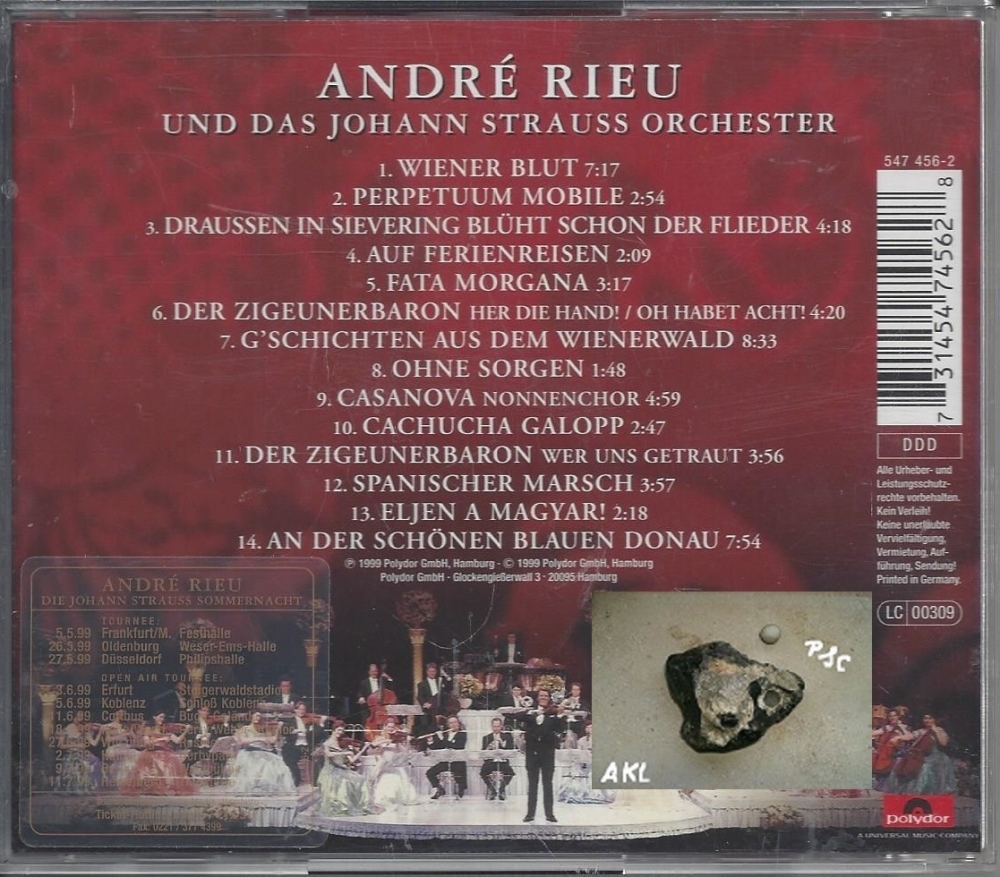 ANDRÉ RIEU
UND DAS JOHANN STRAUSS ORCHESTER
1. WIENER BLUT 7:17
2. PERPETUUM MOBILE 2:54
3. DRAUSSEN IN SIEVERING BLÜHT SCHON DER FLIEDER 4:18
4. AUF FERIENREISEN 2:09
5. FATA MORGANA 3:17
6. DER ZIGEUNERBARON HER DIE HAND! / OH HABET ACHT! 4:20
7. G'SCHICHTEN AUS DEM WIENERWALD 8:33
8. OHNE SORGEN 1:48
9. CASANOVA NONNENCHOR 4:59
10. CACHUCHA GALOPP 2:47
11. DER ZIGEUNERBARON WER UNS GETRAUT 3:56
12. SPANISCHER MARSCH 3:57
13. ELJEN A MAGYAR! 2:18
14. AN DER SCHÖNEN BLAUEN DONAU 7:54
℗ 1999 Polydor GmbH, Hamburg · © 1999 Polydor GmbH, Hamburg
Polydor GmbH · Glockengießerwall 3 · 20095 Hamburg
547 456-2
7 31454 74562 8
DDD
Alle Urheber- und
Leistungsschutz-
rechte vorbehalten.
Kein Verleih!
Keine unerlaubte
Vervielfältigung,
Vermietung, Auf-
führung, Sendung!
Printed in Germany.
LC 00309
ANDRÉ RIEU
DIE JOHANN STRAUSS SOMMERNACHT
TOURNEE:
5.5.99 Frankfurt/M. Festhalle
26.5.99 Oldenburg Weser-Ems-Halle
27.5.99 Düsseldorf Philipshalle
OPEN AIR TOURNEE:
3.6.99 Erfurt Steigerwaldstadion
5.6.99 Koblenz Schloß Koblenz
11.6.99 Cottbus
Fax: 0221 / 377 4399
PSC
AKL
polydor
A UNIVERSAL MUSIC COMPANY